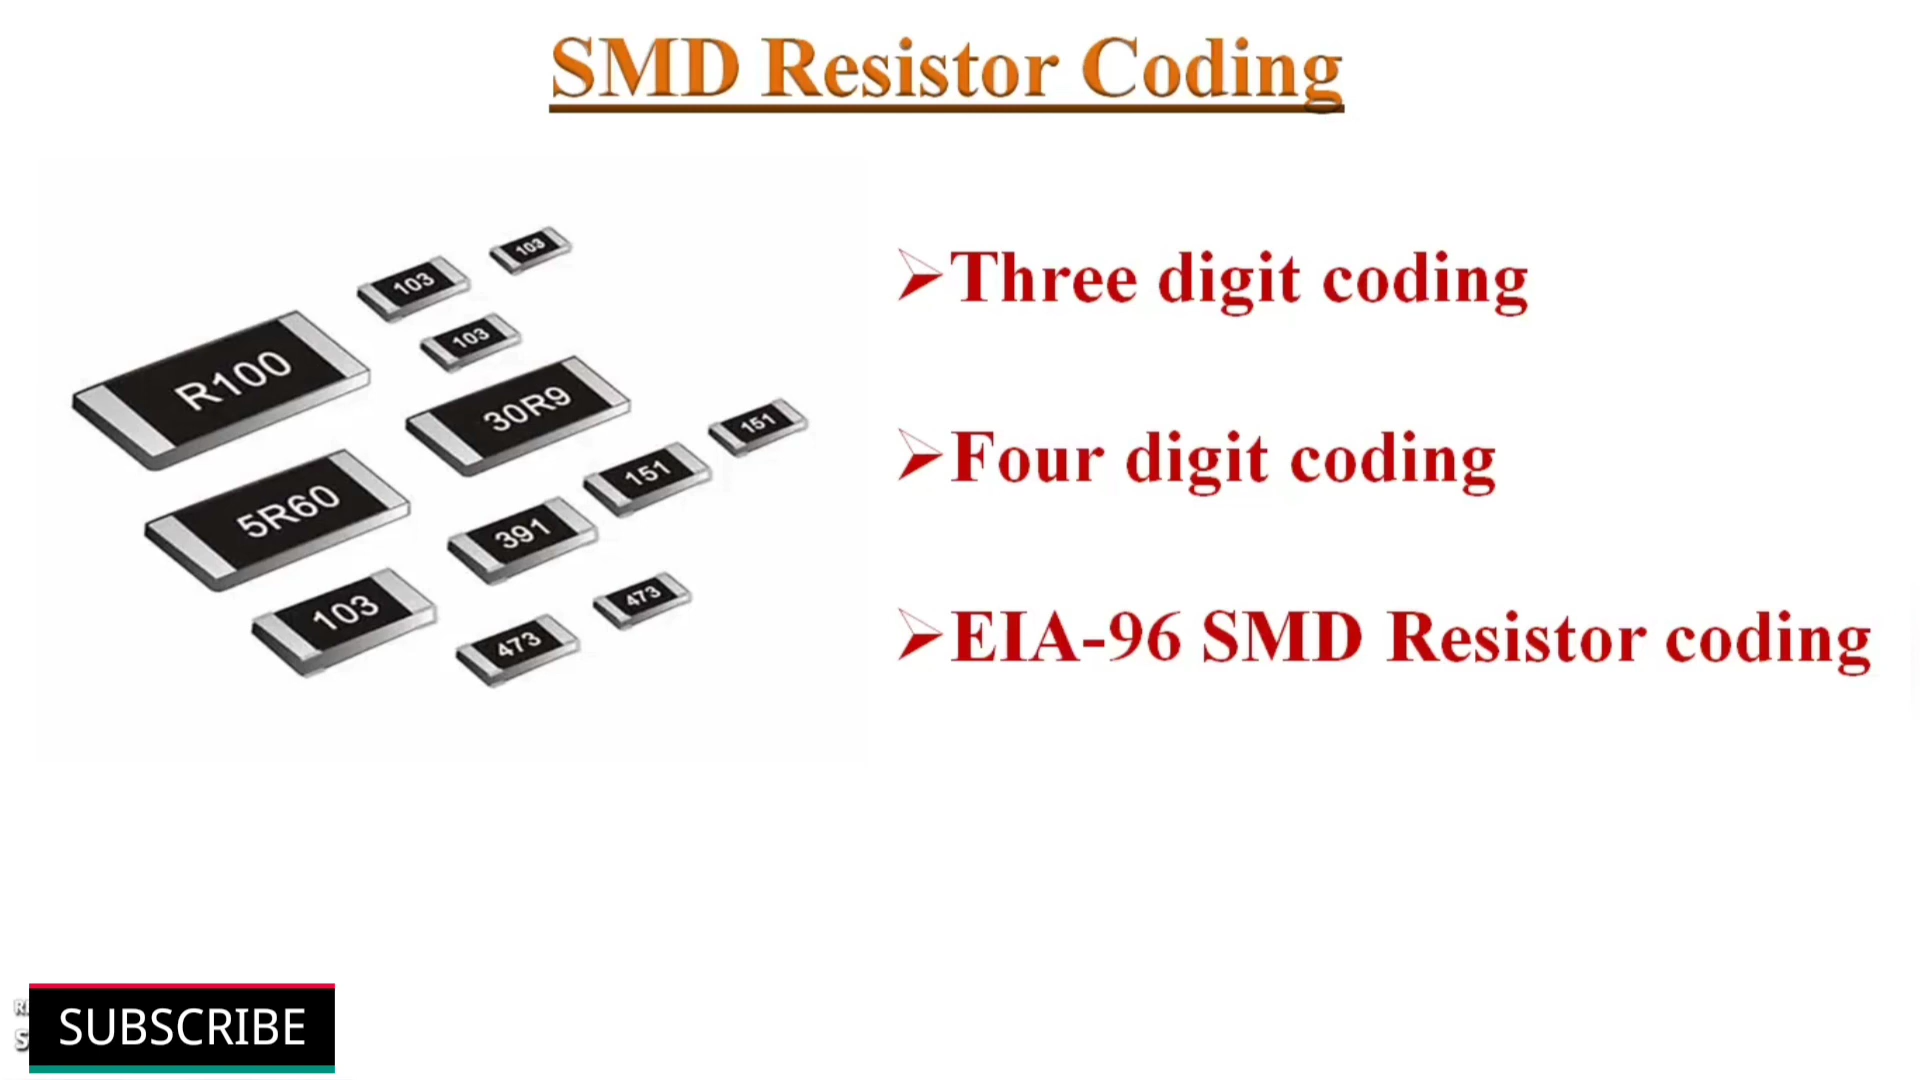 SMD Resistor Coding
103
103
103
R100
30R9
151
151
5R60
391
103
473
473
➢Three digit coding
➢Four digit coding
➢EIA-96 SMD Resistor coding
SUBSCRIBE